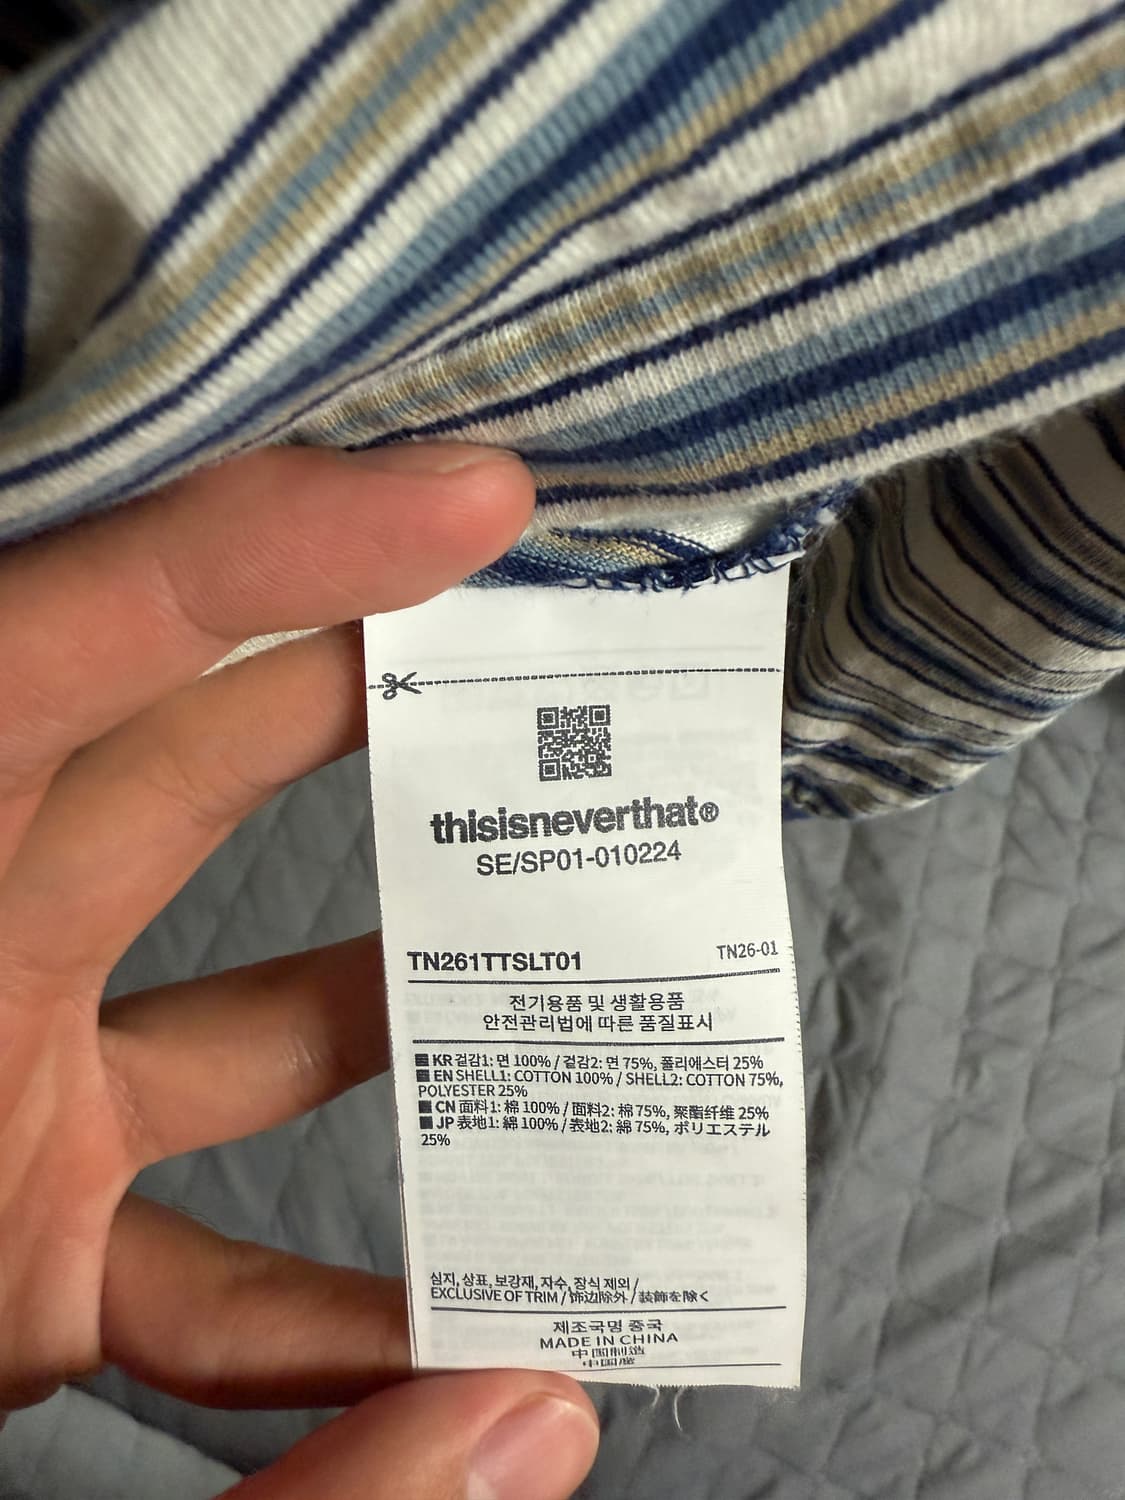 thisisneverthat®
SE/SP01-010224
TN261TTSLT01
TN26-01
전기용품 및 생활용품
안전관리법에 따른 품질표시
KR 겉감1: 면 100% / 겉감2: 면 75%, 폴리에스터 25%
EN SHELL1: COTTON 100% / SHELL2: COTTON 75%,
POLYESTER 25%
CN 面料1: 棉 100% / 面料2: 棉 75%, 聚酯纤维 25%
JP 表地1: 綿 100% / 表地2: 綿 75%, ポリエステル
25%
심지, 상표, 보강재, 자수, 장식 제외 /
EXCLUSIVE OF TRIM / 饰边除外 / 装飾を除く
제조국명 중국
MADE IN CHINA
中国制造
中国産